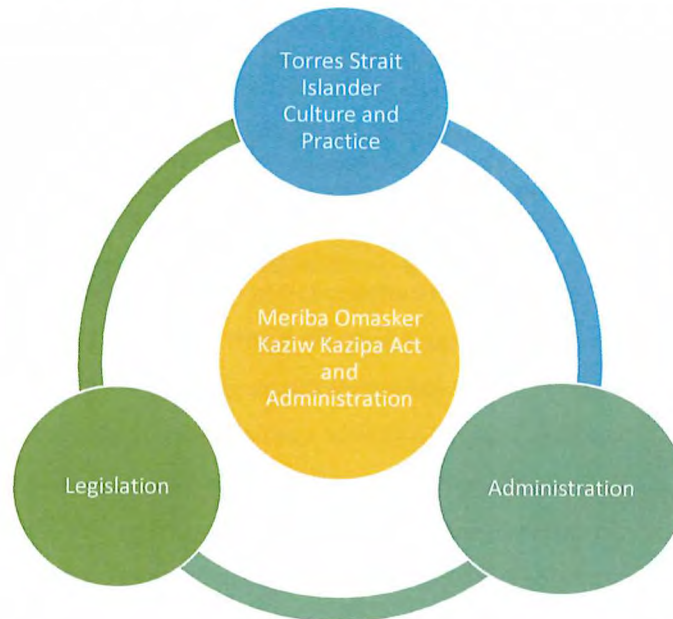 Torres Strait
Islander
Culture and
Practice
Meriba Omasker
Kaziw Kazipa Act
and
Administration
Legislation
Administration